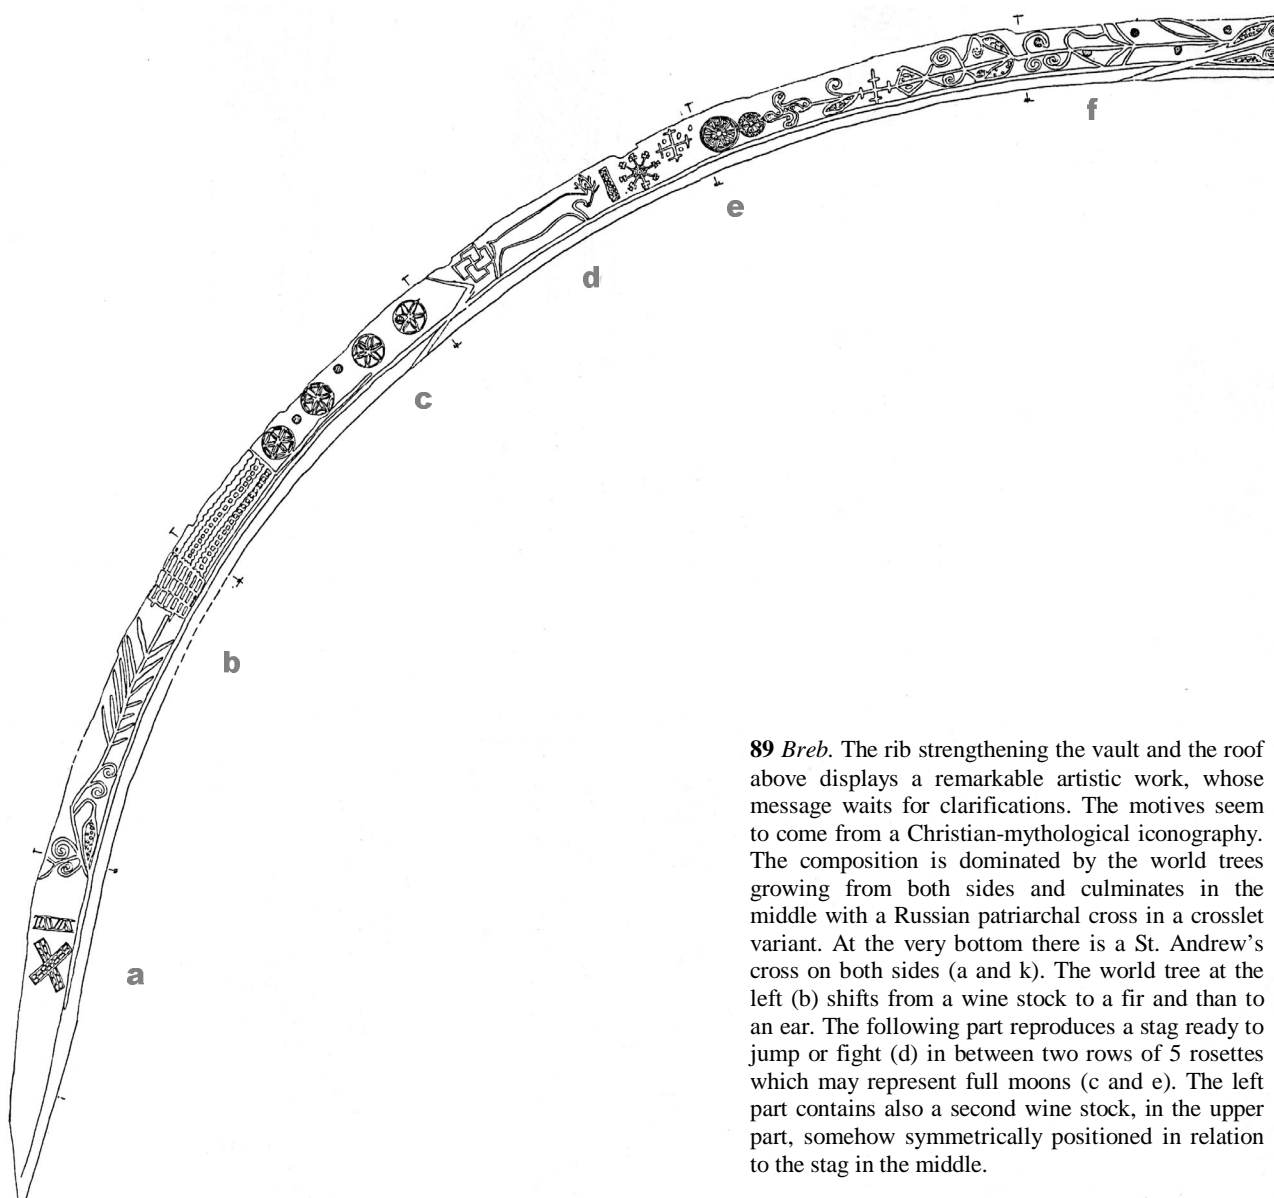 f
e
d
c
b
a
89 Breb. The rib strengthening the vault and the roof
above displays a remarkable artistic work, whose
message waits for clarifications. The motives seem
to come from a Christian-mythological iconography.
The composition is dominated by the world trees
growing from both sides and culminates in the
middle with a Russian patriarchal cross in a crosslet
variant. At the very bottom there is a St. Andrew’s
cross on both sides (a and k). The world tree at the
left (b) shifts from a wine stock to a fir and than to
an ear. The following part reproduces a stag ready to
jump or fight (d) in between two rows of 5 rosettes
which may represent full moons (c and e). The left
part contains also a second wine stock, in the upper
part, somehow symmetrically positioned in relation
to the stag in the middle.